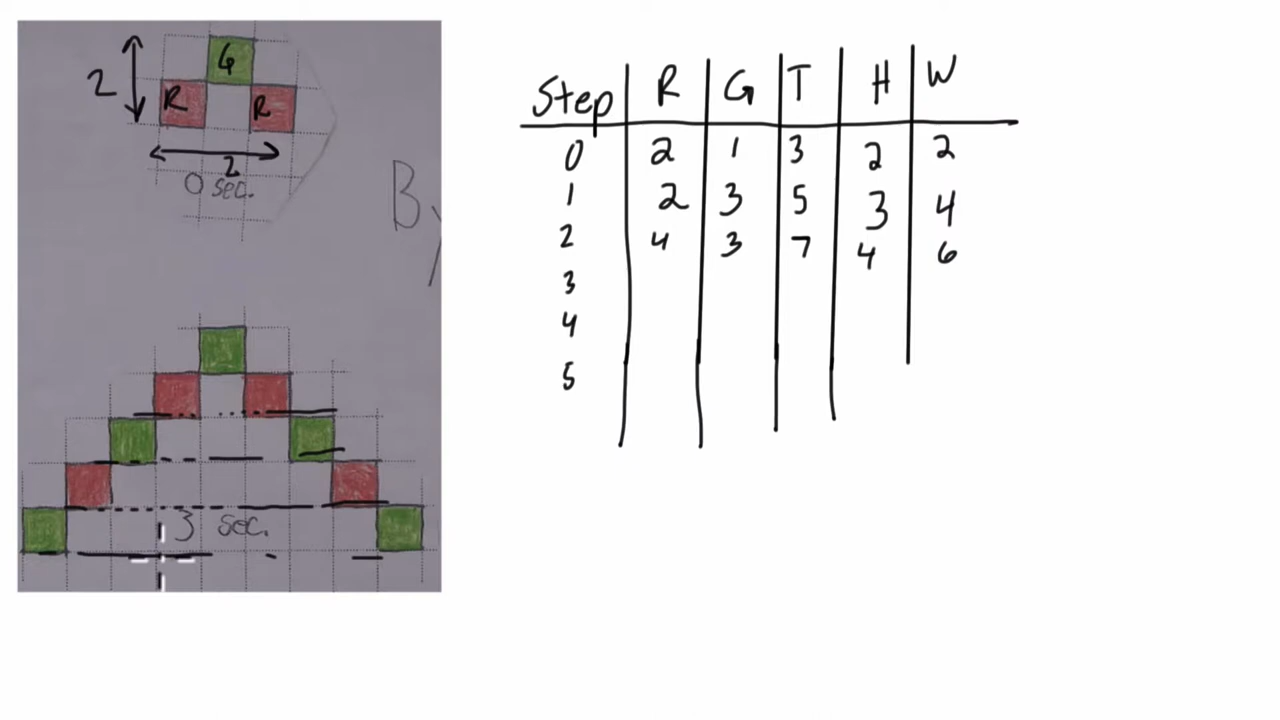 2
G
R R
2
0 sec.
By
3 sec.
Step R G T H W
0 2 1 3 2 2
1 2 3 5 3 4
2 4 3 7 4 6
3
4
5